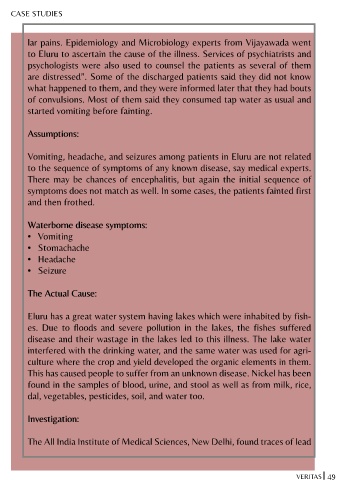 CASE STUDIES
lar pains. Epidemiology and Microbiology experts from Vijayawada went
to Eluru to ascertain the cause of the illness. Services of psychiatrists and
psychologists were also used to counsel the patients as several of them
are distressed". Some of the discharged patients said they did not know
what happened to them, and they were informed later that they had bouts
of convulsions. Most of them said they consumed tap water as usual and
started vomiting before fainting.
Assumptions:
Vomiting, headache, and seizures among patients in Eluru are not related
to the sequence of symptoms of any known disease, say medical experts.
There may be chances of encephalitis, but again the initial sequence of
symptoms does not match as well. In some cases, the patients fainted first
and then frothed.
Waterborne disease symptoms:
• Vomiting
• Stomachache
• Headache
• Seizure
The Actual Cause:
Eluru has a great water system having lakes which were inhabited by fish-
es. Due to floods and severe pollution in the lakes, the fishes suffered
disease and their wastage in the lakes led to this illness. The lake water
interfered with the drinking water, and the same water was used for agri-
culture where the crop and yield developed the organic elements in them.
This has caused people to suffer from an unknown disease. Nickel has been
found in the samples of blood, urine, and stool as well as from milk, rice,
dal, vegetables, pesticides, soil, and water too.
Investigation:
The All India Institute of Medical Sciences, New Delhi, found traces of lead
VERITAS | 49